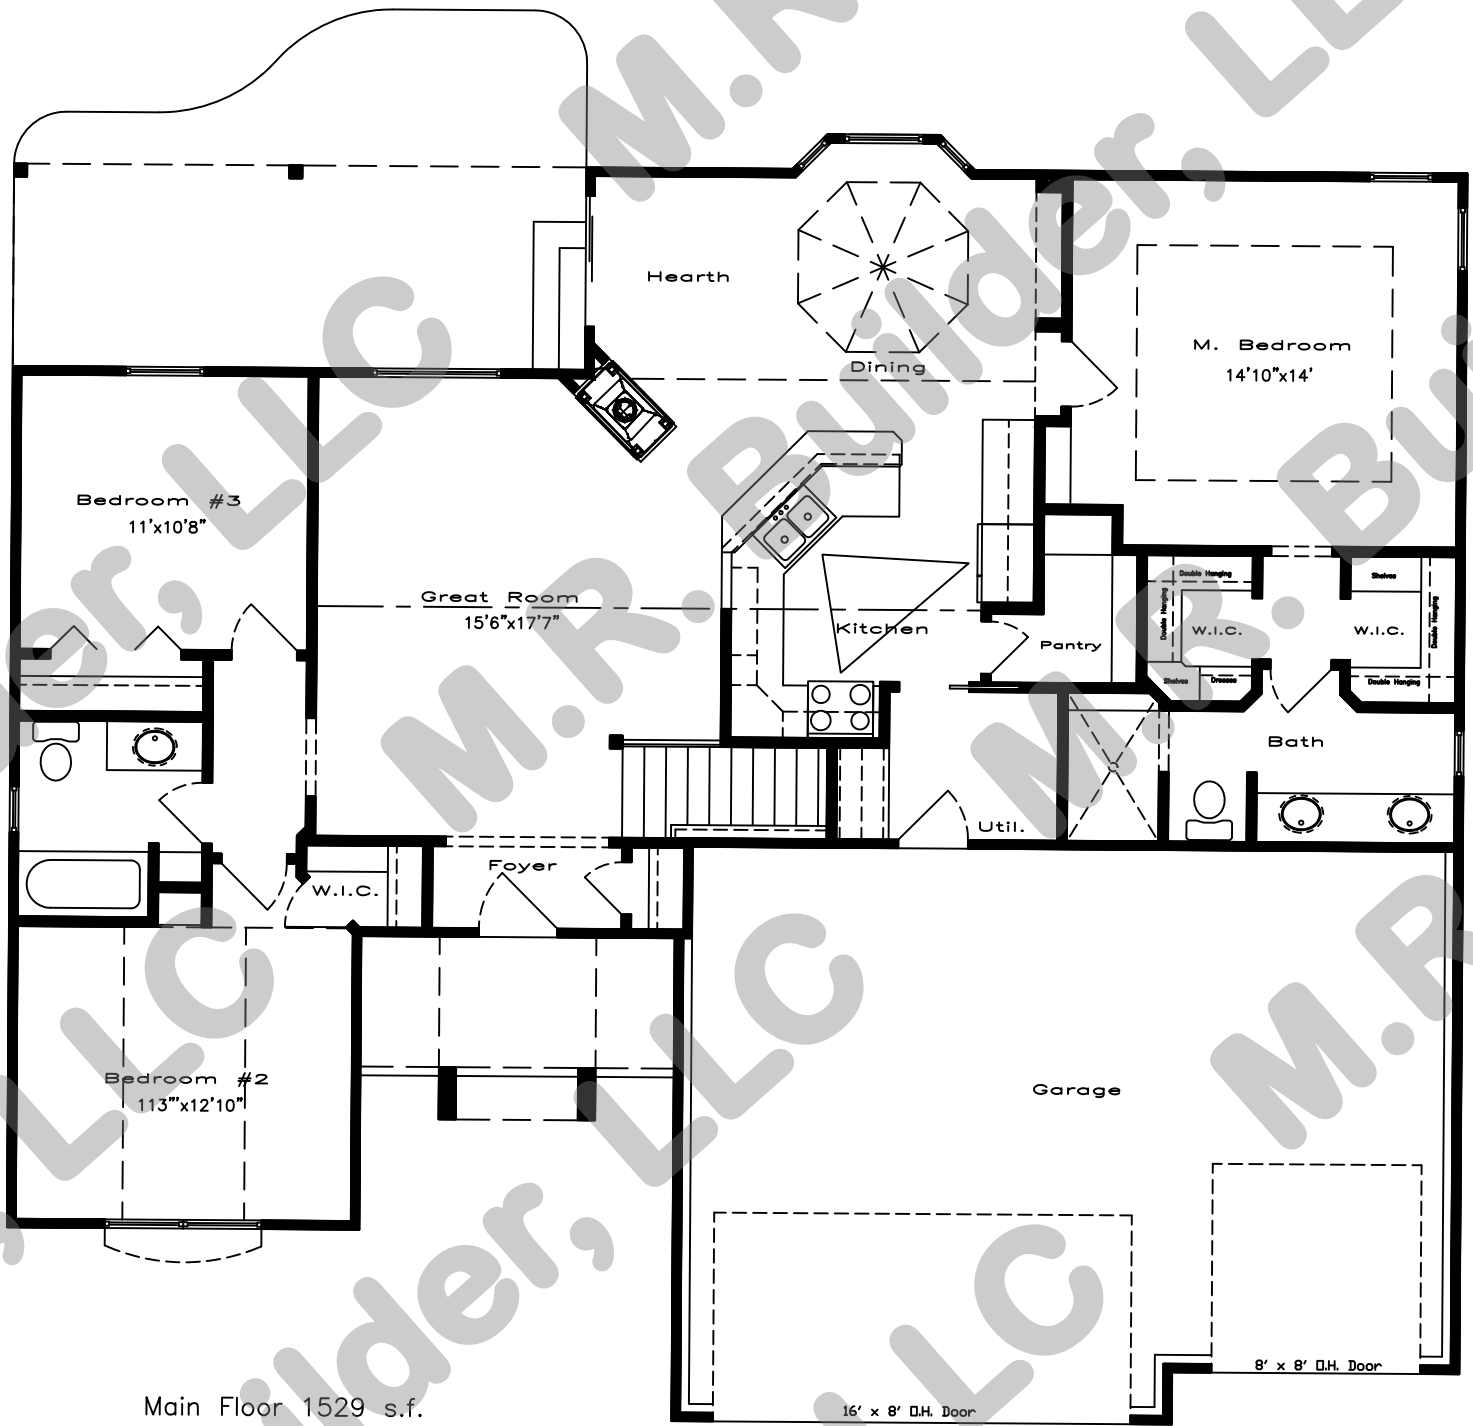 M.R. Builder, LLC
Hearth
Dining
M. Bedroom
14'10"x14'
Bedroom #3
11'x10'8"
Great Room
15'6"x17'7"
Kitchen
Pantry
Double Hanging
Double Hanging
W.I.C.
Shelves
Dresses
Shelves
W.I.C.
Double Hanging
Double Hanging
Bath
Util.
Foyer
W.I.C.
Bedroom #2
113"'x12'10"
Garage
8' x 8' O.H. Door
16' x 8' O.H. Door
Main Floor 1529 s.f.
M.R. Builder, LLC
M.R. Builder, LLC